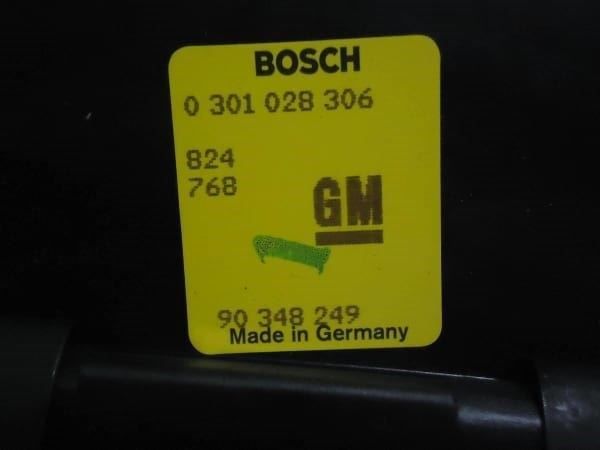 BOSCH
0 301 028 306
824
768
GM
90 348 249
Made in Germany